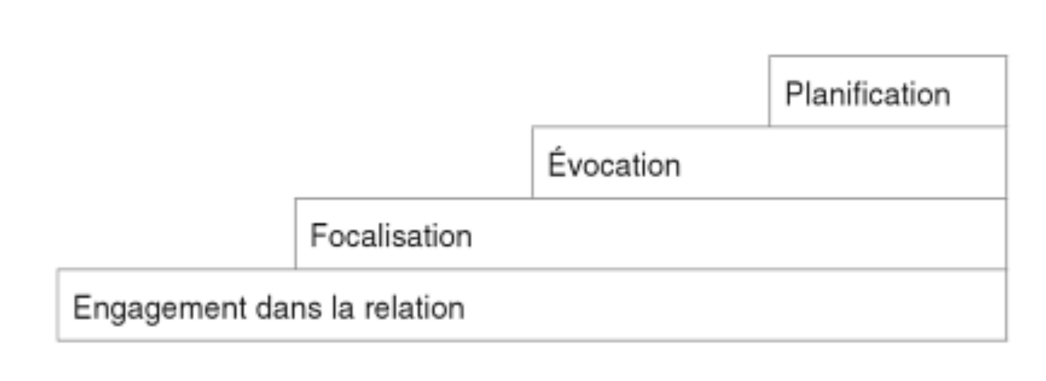 Planification
Évocation
Focalisation
Engagement dans la relation